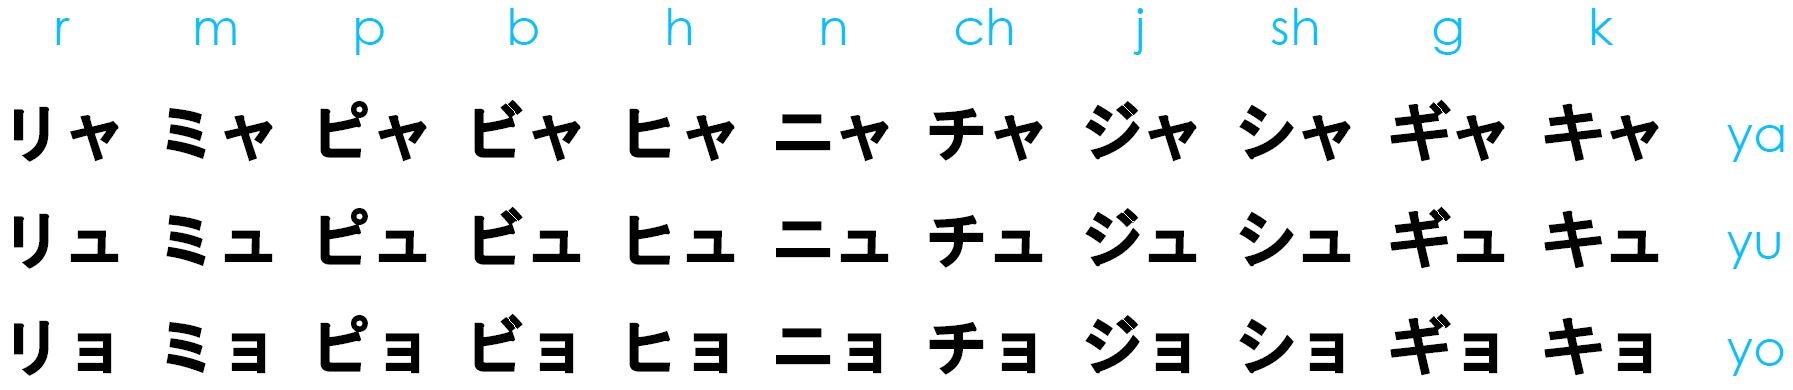 r m p b h n ch j sh g k
リャ ミャ ピャ ビャ ヒャ ニャ チャ ジャ シャ ギャ キャ ya
リュ ミュ ピュ ビュ ヒュ ニュ チュ ジュ シュ ギュ キュ yu
リョ ミョ ピョ ビョ ヒョ ニョ チョ ジョ ショ ギョ キョ yo